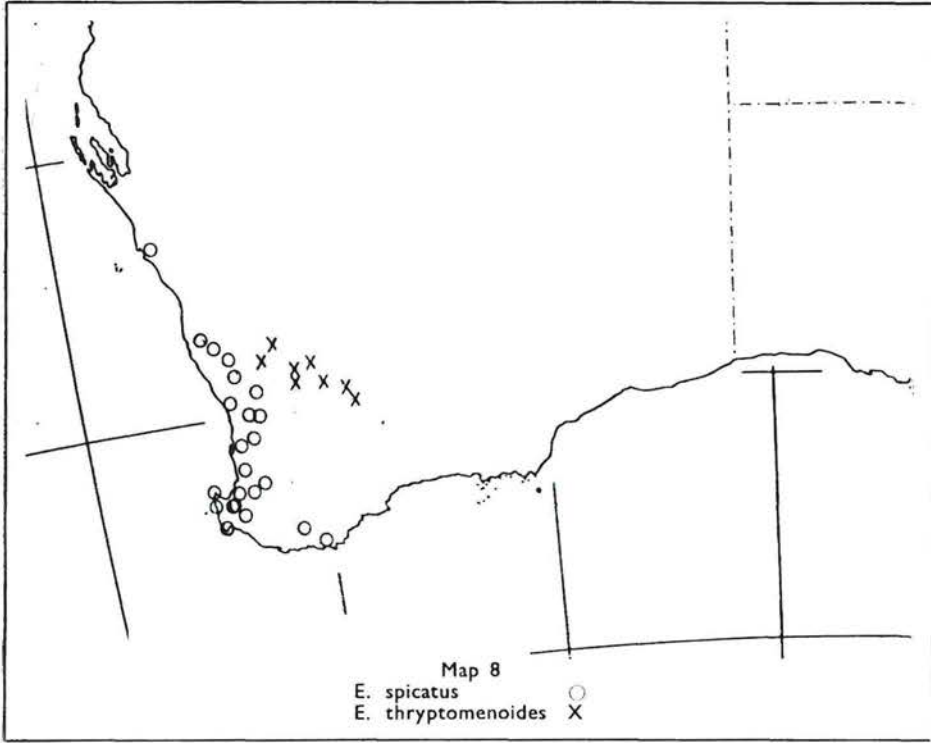 Map 8
E. spicatus ○
E. thryptomenoides X